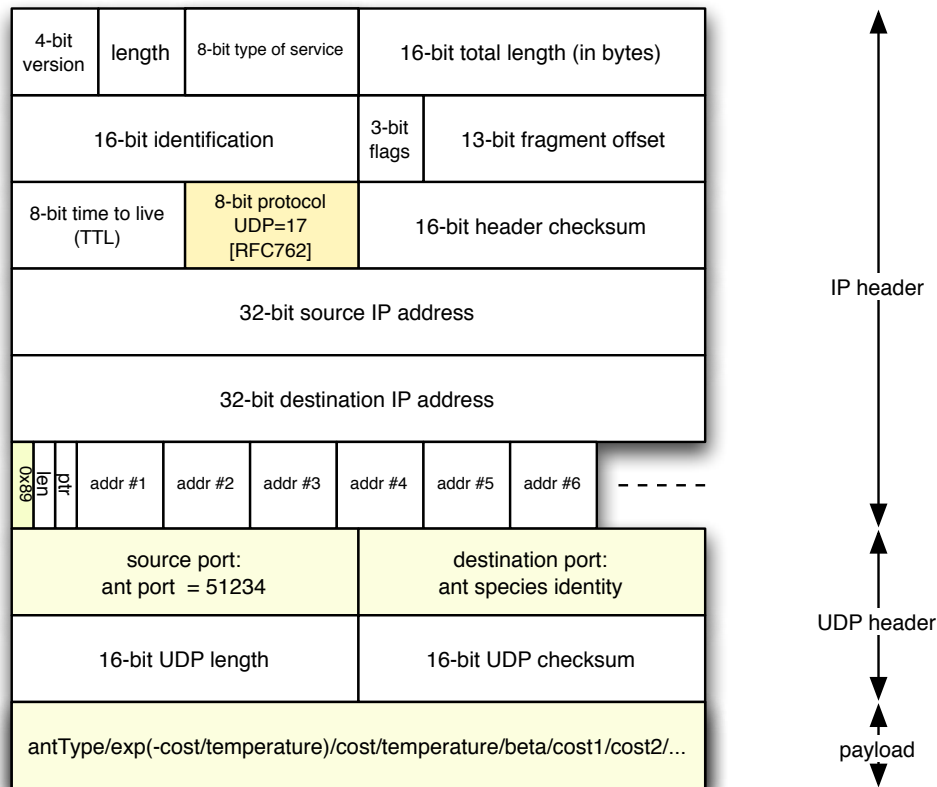 4-bit
version
length
8-bit type of service
16-bit total length (in bytes)
16-bit identification
3-bit
flags
13-bit fragment offset
8-bit time to live
(TTL)
8-bit protocol
UDP=17
[RFC762]
16-bit header checksum
IP header
32-bit source IP address
32-bit destination IP address
0x89
len
ptr
addr #1
addr #2
addr #3
addr #4
addr #5
addr #6
source port:
ant port = 51234
destination port:
ant species identity
UDP header
16-bit UDP length
16-bit UDP checksum
antType/exp(-cost/temperature)/cost/temperature/beta/cost1/cost2/...
payload